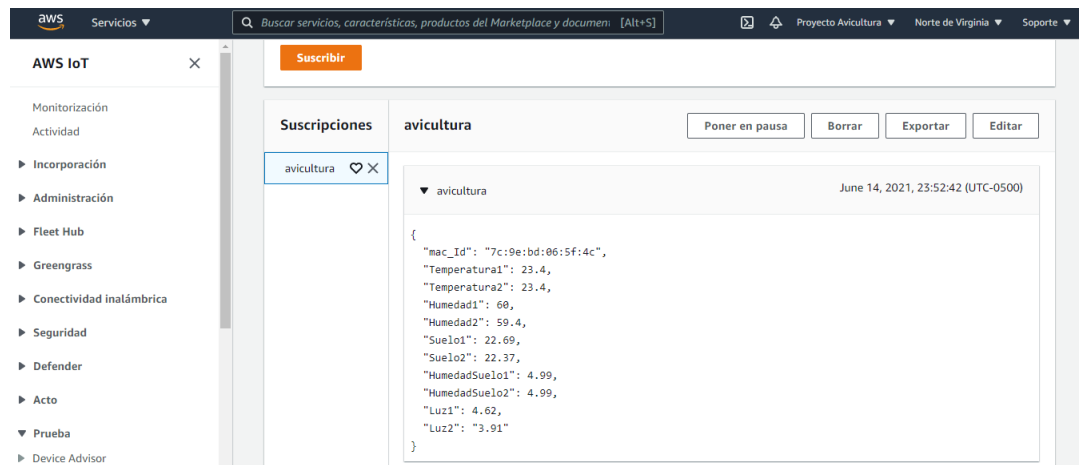 aws
Servicios ▼
Buscar servicios, características, productos del Marketplace y documen [Alt+S]
Proyecto Avicultura ▼
Norte de Virginia ▼
Soporte ▼
AWS IoT
Monitorización
Actividad
Incorporación
Administración
Fleet Hub
Greengrass
Conectividad inalámbrica
Seguridad
Defender
Acto
Prueba
Device Advisor
Suscribir
Suscripciones
avicultura
avicultura
Poner en pausa
Borrar
Exportar
Editar
avicultura
June 14, 2021, 23:52:42 (UTC-0500)
{
"mac_Id": "7c:9e:bd:06:5f:4c",
"Temperatura1": 23.4,
"Temperatura2": 23.4,
"Humedad1": 60,
"Humedad2": 59.4,
"Suelo1": 22.69,
"Suelo2": 22.37,
"HumedadSuelo1": 4.99,
"HumedadSuelo2": 4.99,
"Luz1": 4.62,
"Luz2": "3.91"
}